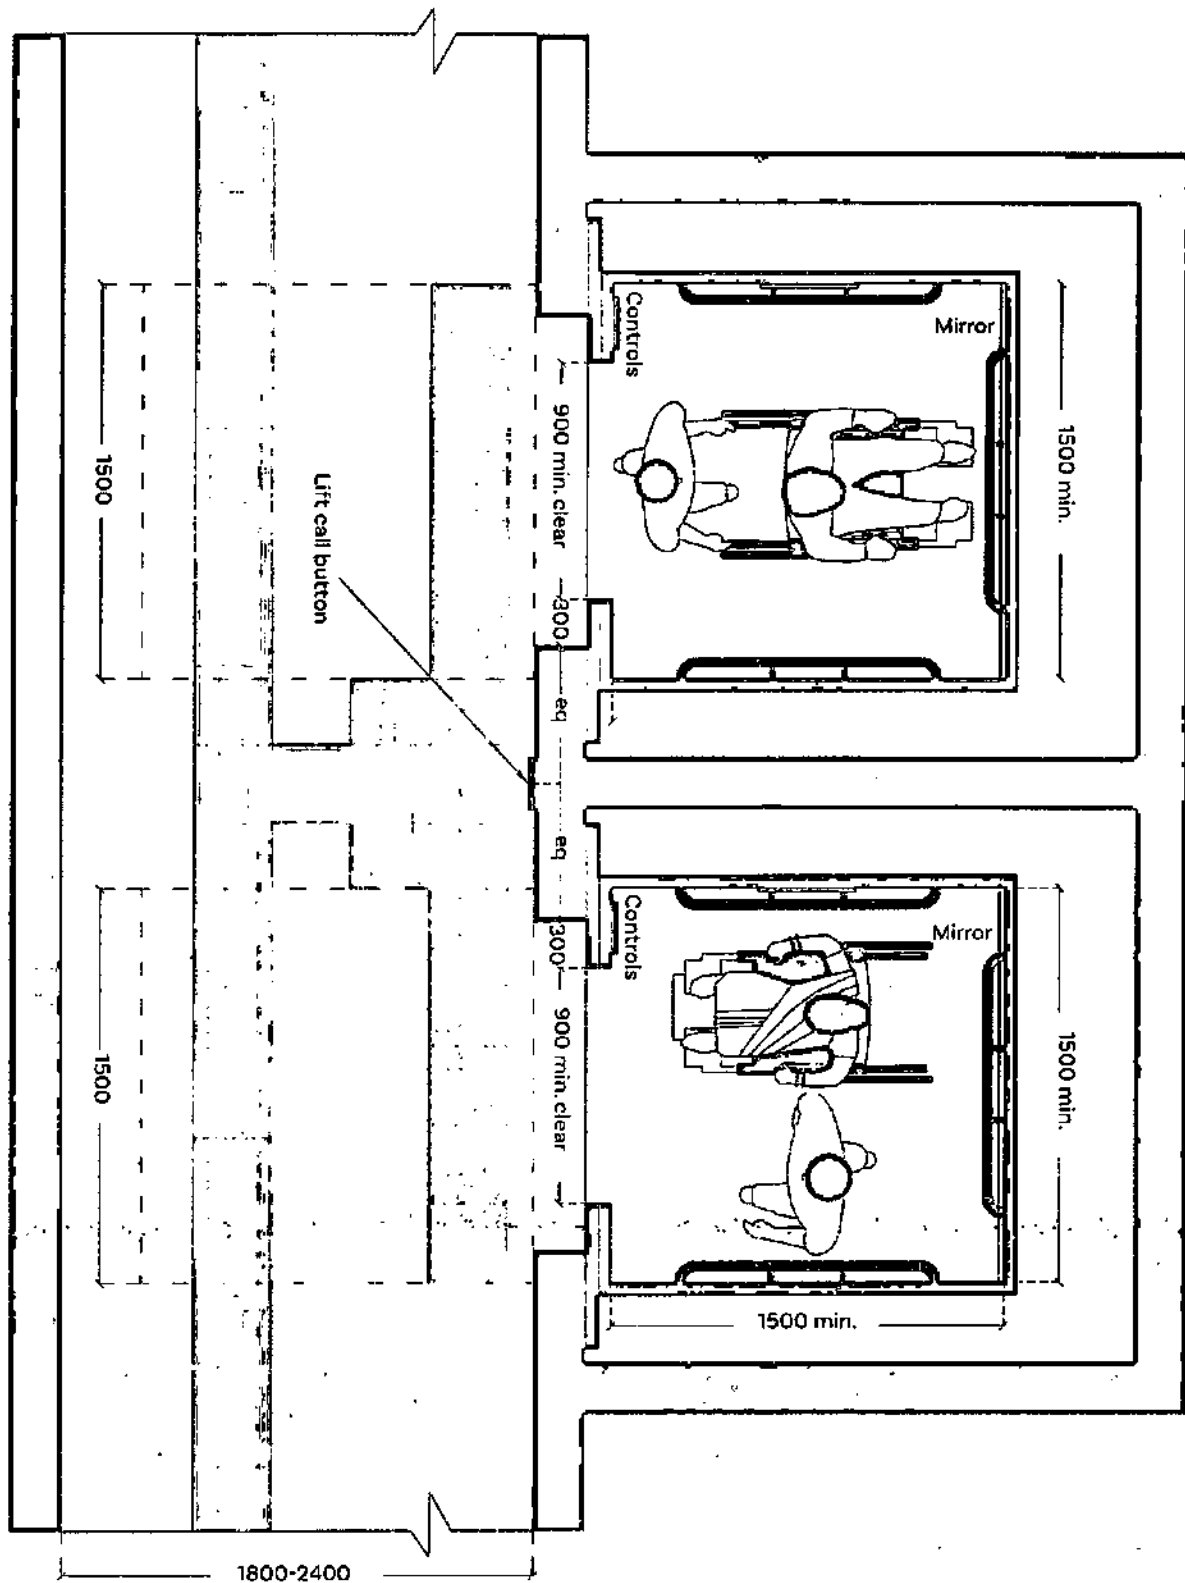 Controls
Mirror
1500 min.
900 min. clear
1500
300
Lift call button
eq
eq
300
Controls
Mirror
1500 min.
900 min. clear
1500
1500 min.
1800-2400